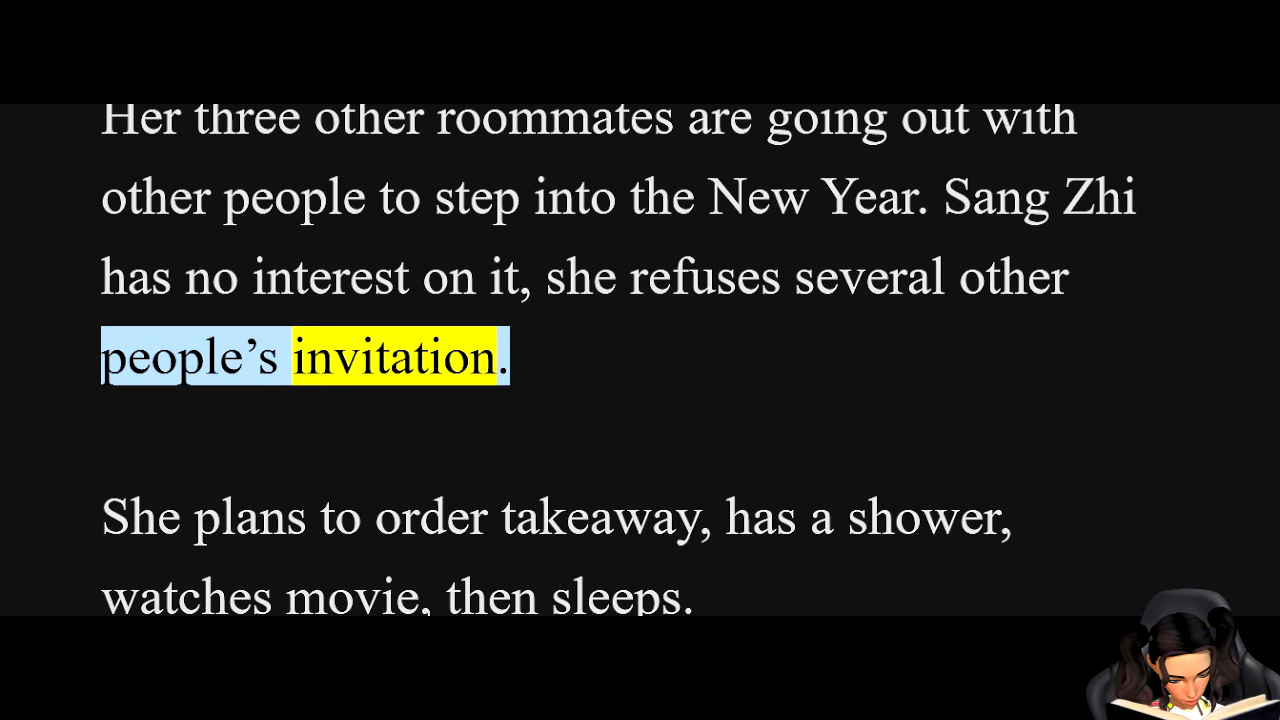 Her three other roommates are going out with
other people to step into the New Year. Sang Zhi
has no interest on it, she refuses several other
people’s invitation.
She plans to order takeaway, has a shower,
watches movie, then sleeps.